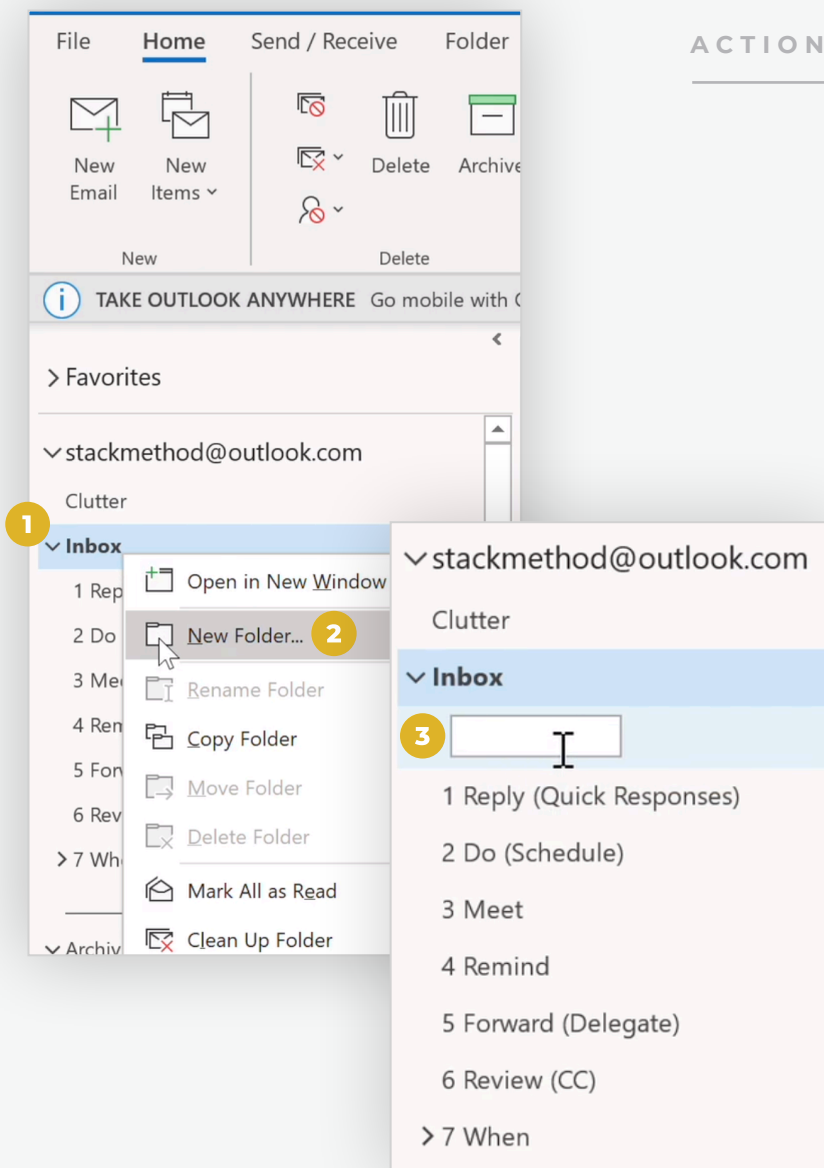 File Home Send / Receive Folder
ACTION
New Email
New Items
Delete
Archive
New
Delete
i TAKE OUTLOOK ANYWHERE Go mobile with
Favorites
stackmethod@outlook.com
Clutter
1
Inbox
1 Rep
2 Do
3 Me
4 Rem
5 For
6 Rev
7 Wh
Archiv
Open in New Window
New Folder... 2
Rename Folder
Copy Folder
Move Folder
Delete Folder
Mark All as Read
Clean Up Folder
stackmethod@outlook.com
Clutter
Inbox
3
1 Reply (Quick Responses)
2 Do (Schedule)
3 Meet
4 Remind
5 Forward (Delegate)
6 Review (CC)
7 When